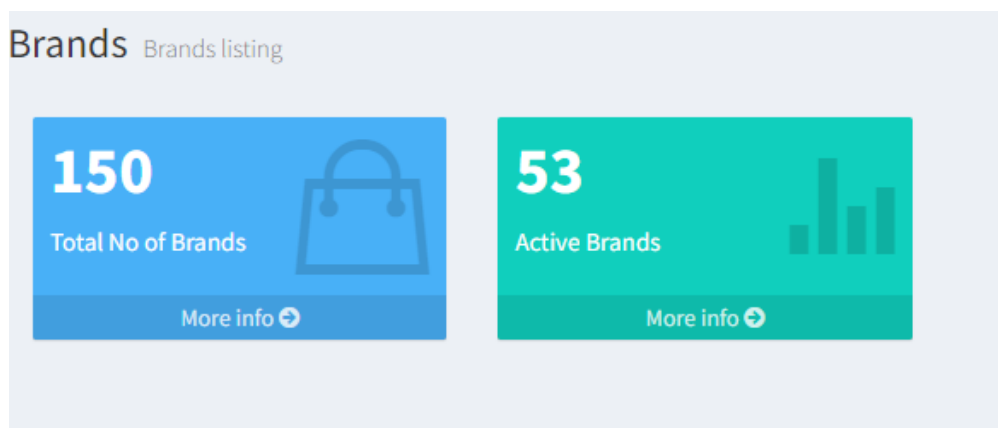 Brands Brands listing
150
Total No of Brands
More info
53
Active Brands
More info